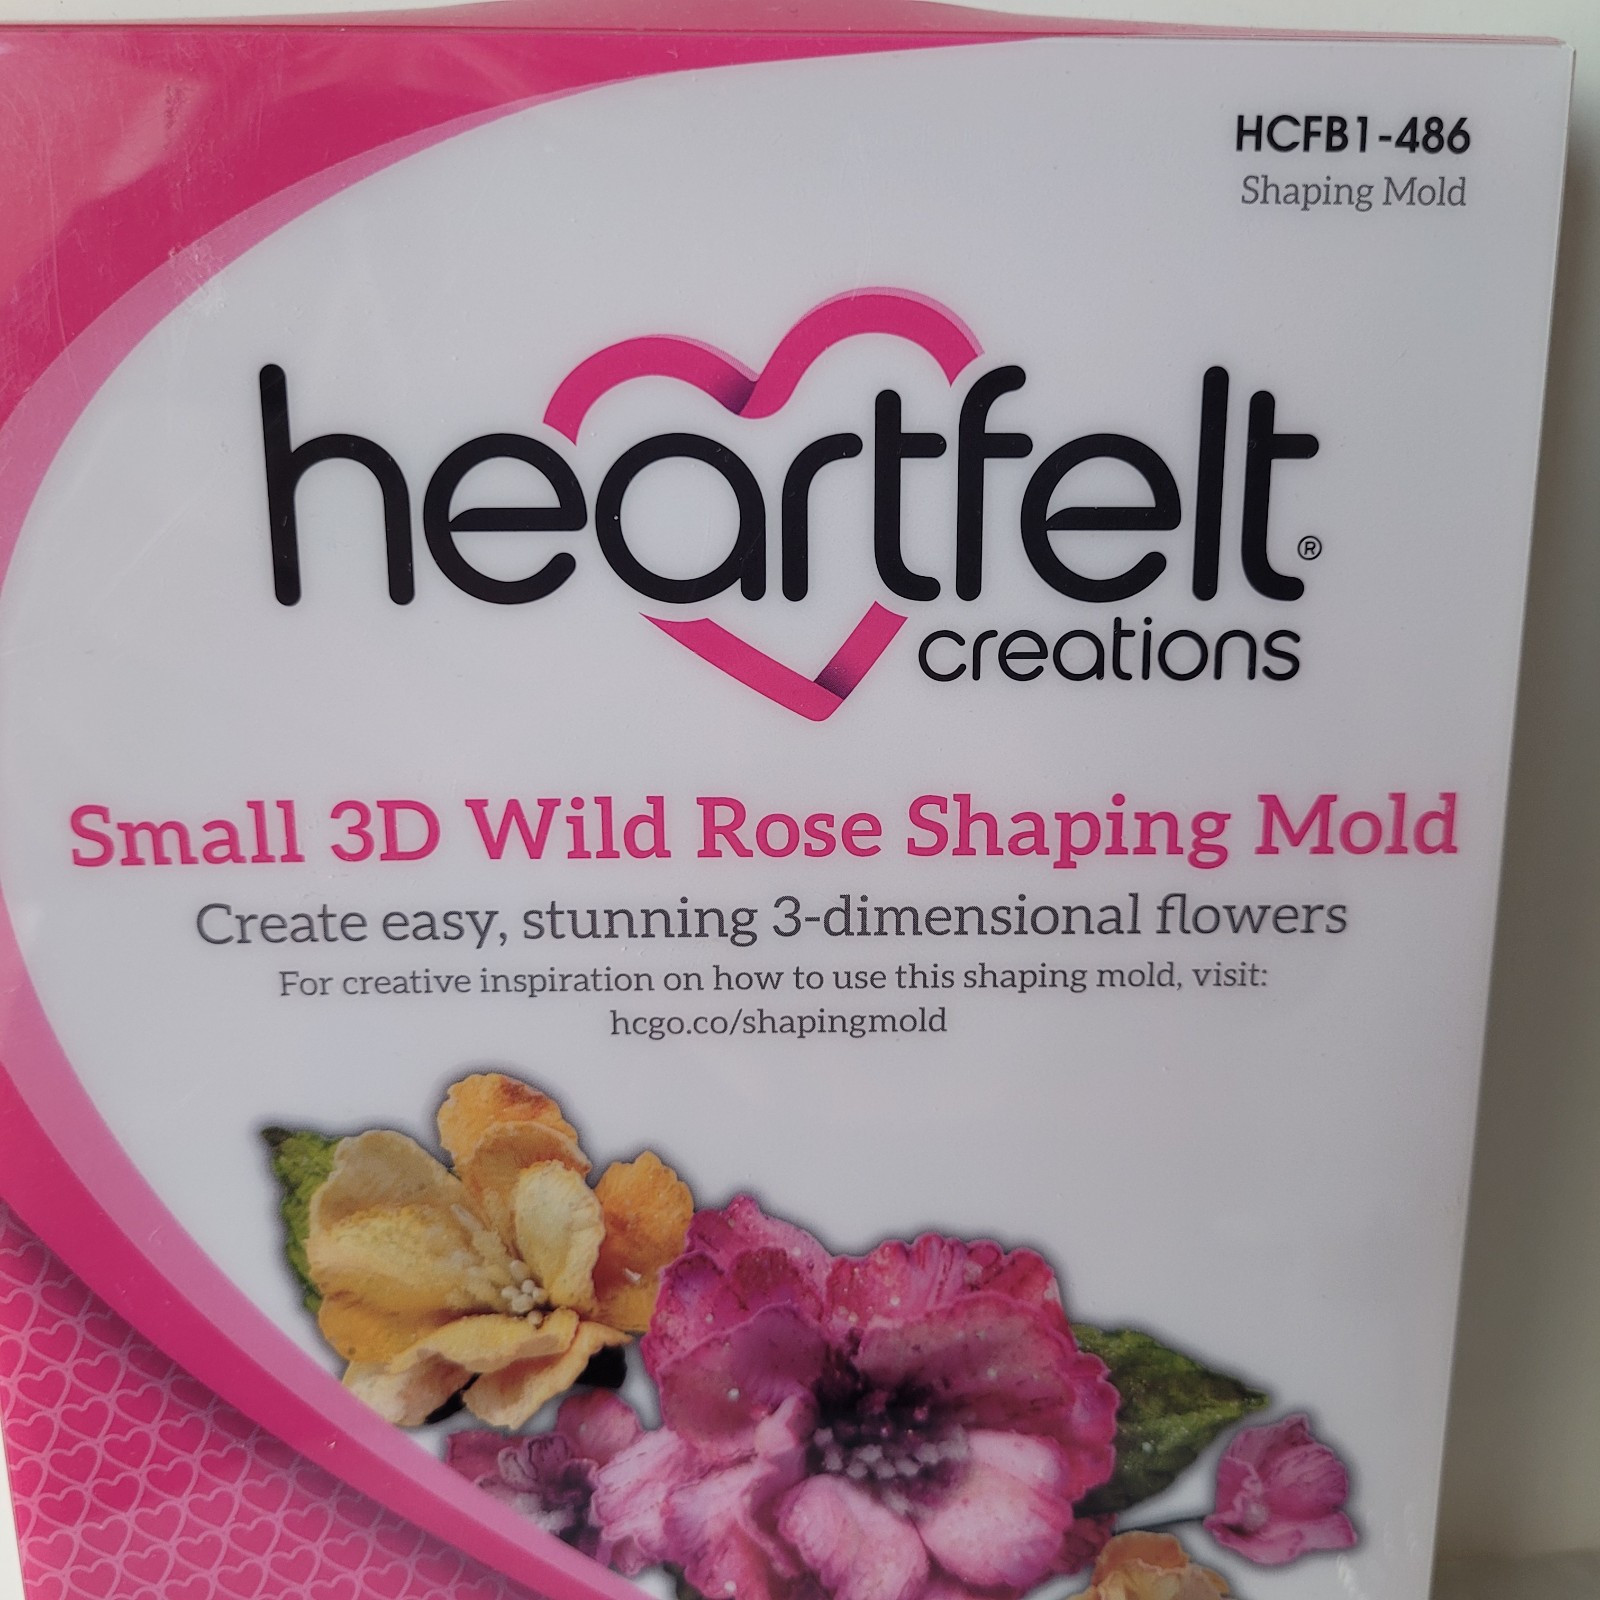 HCFB1-486
Shaping Mold
heartfelt®
creations
Small 3D Wild Rose Shaping Mold
Create easy, stunning 3-dimensional flowers
For creative inspiration on how to use this shaping mold, visit:
hcgo.co/shapingmold